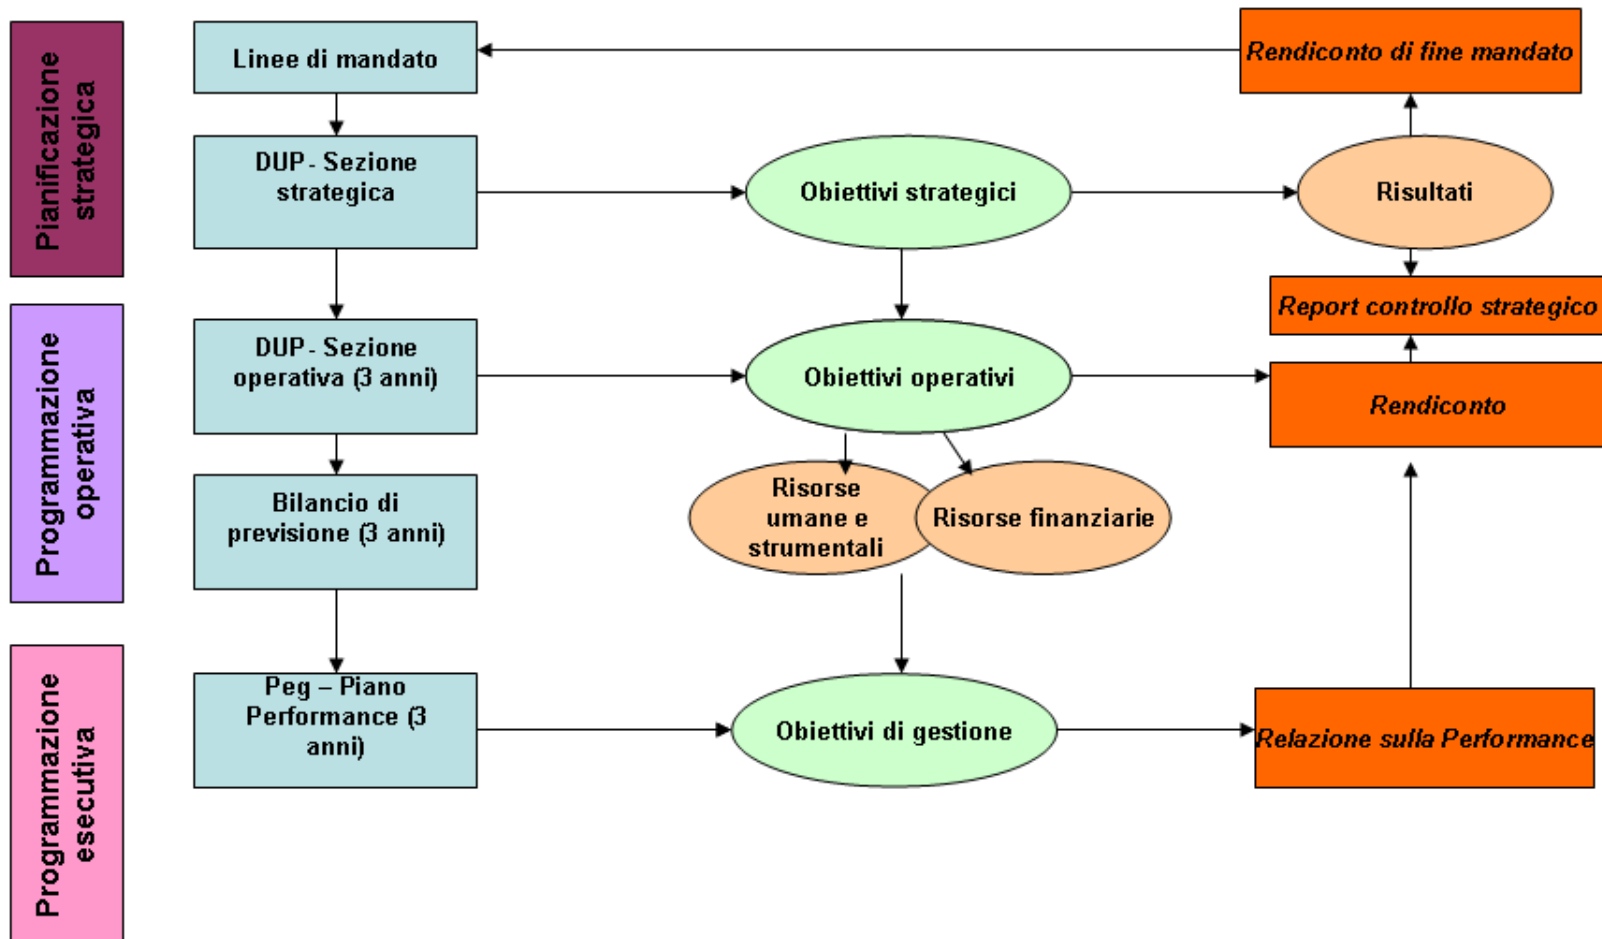 Pianificazione
strategica
Linee di mandato
Rendiconto di fine mandato
DUP - Sezione
strategica
Obiettivi strategici
Risultati
Report controllo strategico
Programmazione
operativa
DUP - Sezione
operativa (3 anni)
Obiettivi operativi
Rendiconto
Bilancio di
previsione (3 anni)
Risorse
umane e
strumentali
Risorse finanziarie
Programmazione
esecutiva
Peg – Piano
Performance (3
anni)
Obiettivi di gestione
Relazione sulla Performance